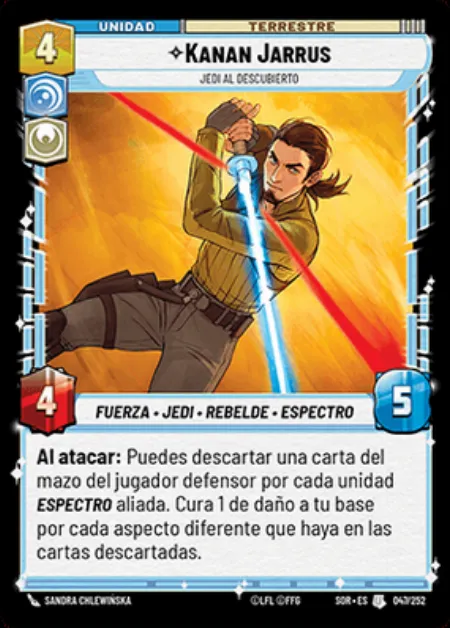 UNIDAD
TERRESTRE
4
✧KANAN JARRUS
JEDI AL DESCUBIERTO
4
FUERZA • JEDI • REBELDE • ESPECTRO
5
Al atacar: Puedes descartar una carta del
mazo del jugador defensor por cada unidad
ESPECTRO aliada. Cura 1 de daño a tu base
por cada aspecto diferente que haya en las
cartas descartadas.
SANDRA CHLEWIŃSKA
©LFL ©FFG
SOR • ES
047/252